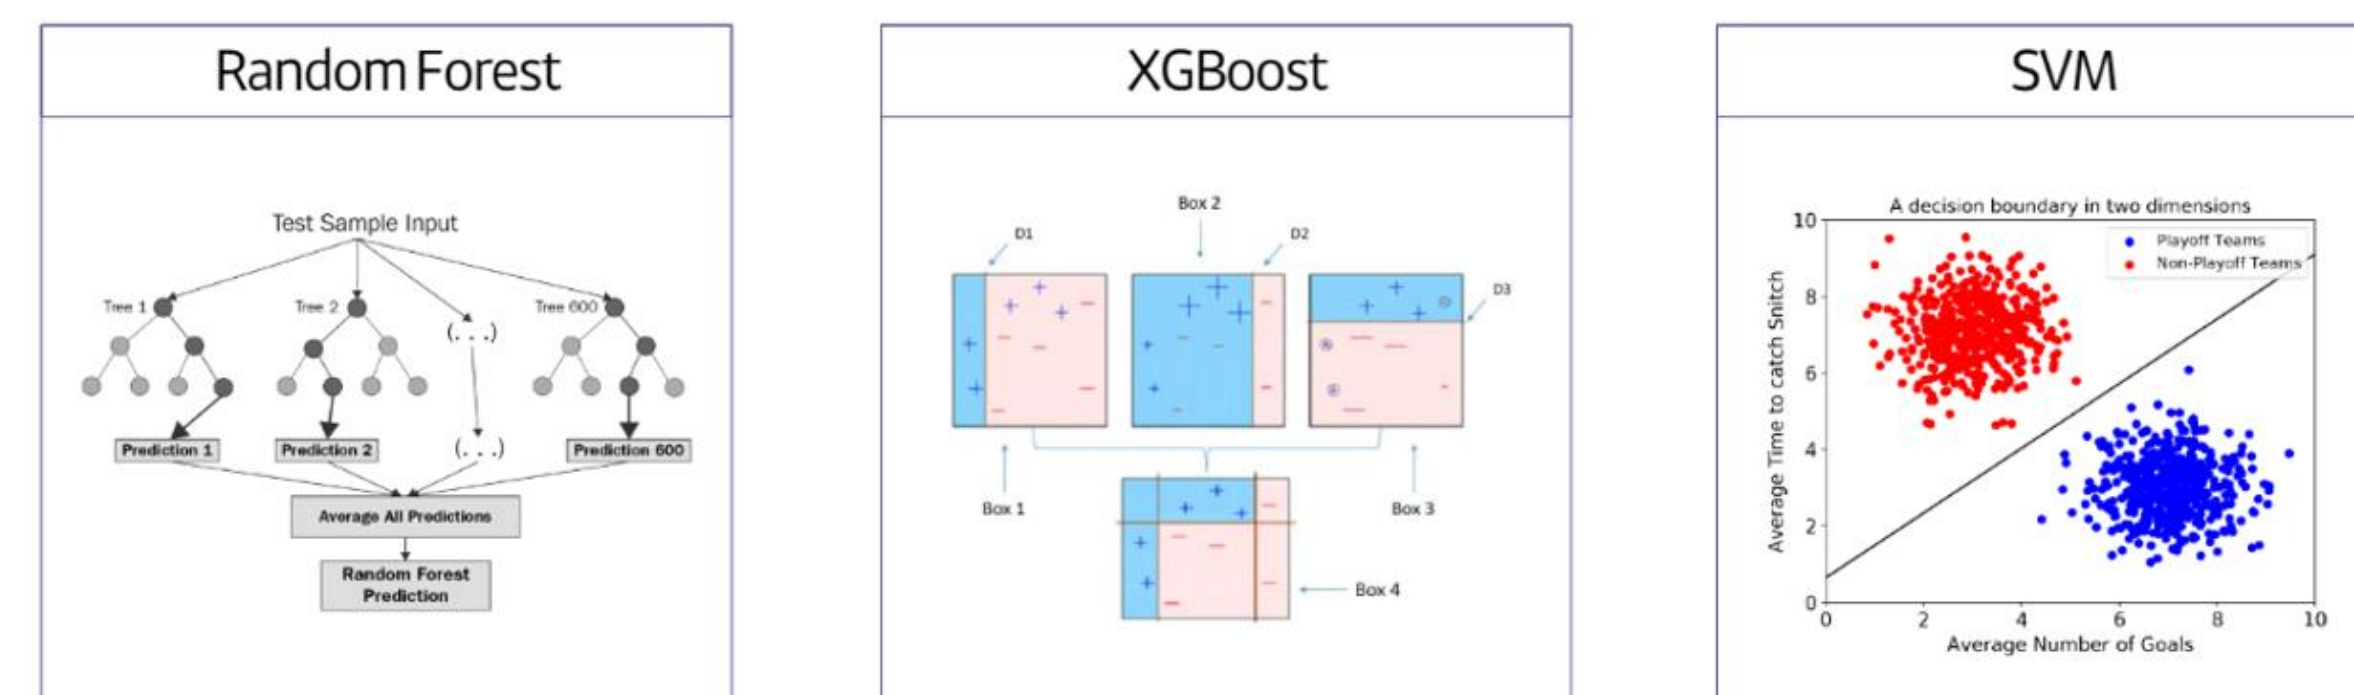 Random Forest
Test Sample Input
Tree 1
Tree 2
Tree 600
(. . .)
Prediction 1
Prediction 2
(. . .)
Prediction 600
Average All Predictions
Random Forest
Prediction
XGBoost
Box 2
D1
D2
D3
Box 1
Box 3
Box 4
SVM
A decision boundary in two dimensions
Playoff Teams
Non-Playoff Teams
Average Time to catch Snitch
10
8
6
4
2
0
0 2 4 6 8 10
Average Number of Goals